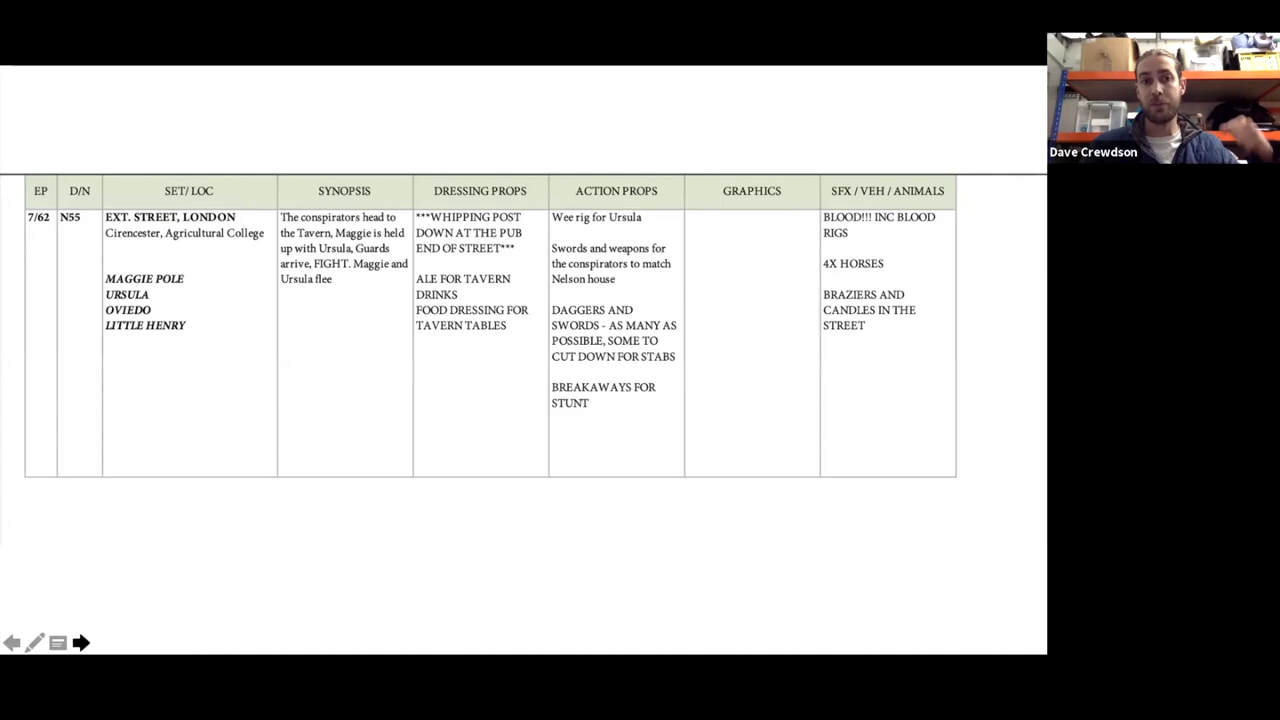 Dave Crewdson
EP
D/N
SET/ LOC
SYNOPSIS
DRESSING PROPS
ACTION PROPS
GRAPHICS
SFX / VEH / ANIMALS
7/62
N55
EXT. STREET, LONDON
Cirencester, Agricultural College
MAGGIE POLE
URSULA
OVIEDO
LITTLE HENRY
The conspirators head to
the Tavern, Maggie is held
up with Ursula, Guards
arrive, FIGHT. Maggie and
Ursula flee
***WHIPPING POST
DOWN AT THE PUB
END OF STREET***
ALE FOR TAVERN
DRINKS
FOOD DRESSING FOR
TAVERN TABLES
Wee rig for Ursula
Swords and weapons for
the conspirators to match
Nelson house
DAGGERS AND
SWORDS - AS MANY AS
POSSIBLE, SOME TO
CUT DOWN FOR STABS
BREAKAWAYS FOR
STUNT
BLOOD!!! INC BLOOD
RIGS
4X HORSES
BRAZIERS AND
CANDLES IN THE
STREET